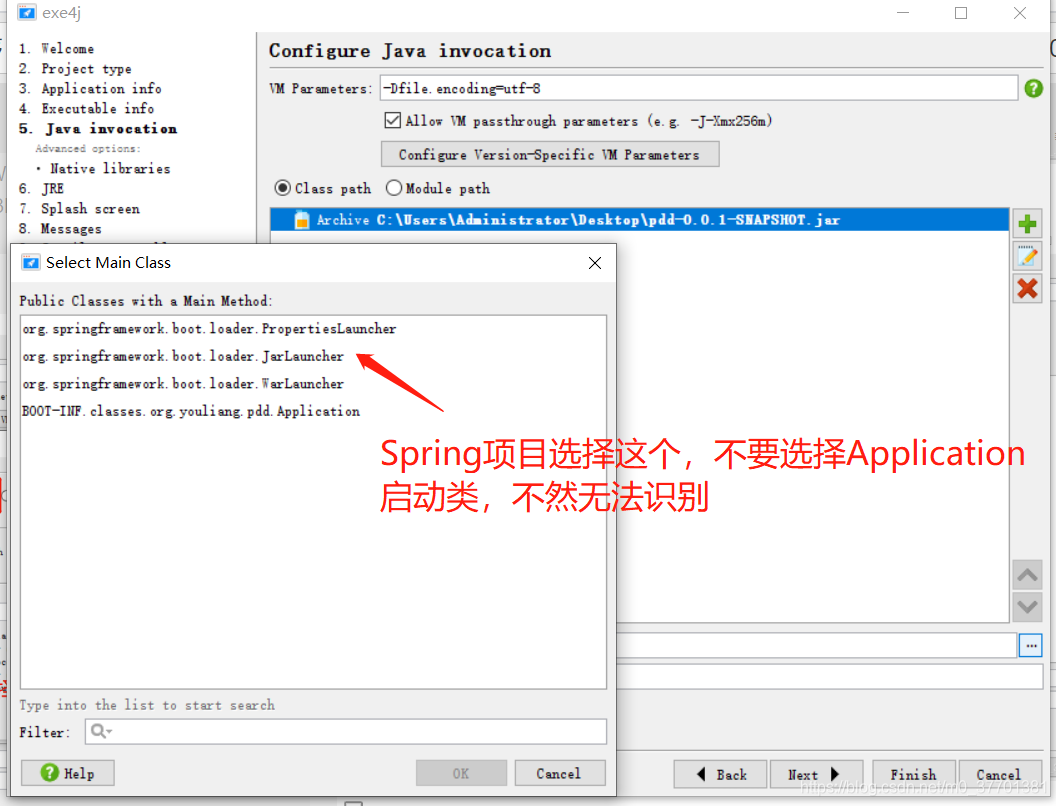 exe4j
1. Welcome
2. Project type
3. Application info
4. Executable info
5. Java invocation
Advanced options:
• Native libraries
6. JRE
7. Splash screen
8. Messages
Configure Java invocation
VM Parameters: -Dfile.encoding=utf-8
Allow VM passthrough parameters (e.g. -J-Xmx256m)
Configure Version-Specific VM Parameters
Class path Module path
Archive C:\Users\Administrator\Desktop\pdd-0.0.1-SNAPSHOT.jar
Select Main Class
Public Classes with a Main Method:
org.springframework.boot.loader.PropertiesLauncher
org.springframework.boot.loader.JarLauncher
org.springframework.boot.loader.WarLauncher
BOOT-INF.classes.org.youliang.pdd.Application
Spring项目选择这个，不要选择Application
启动类，不然无法识别
...
Type into the list to start search
Filter:
Help OK Cancel
Back Next Finish Cancel
https://blog.csdn.net/m0_37701381